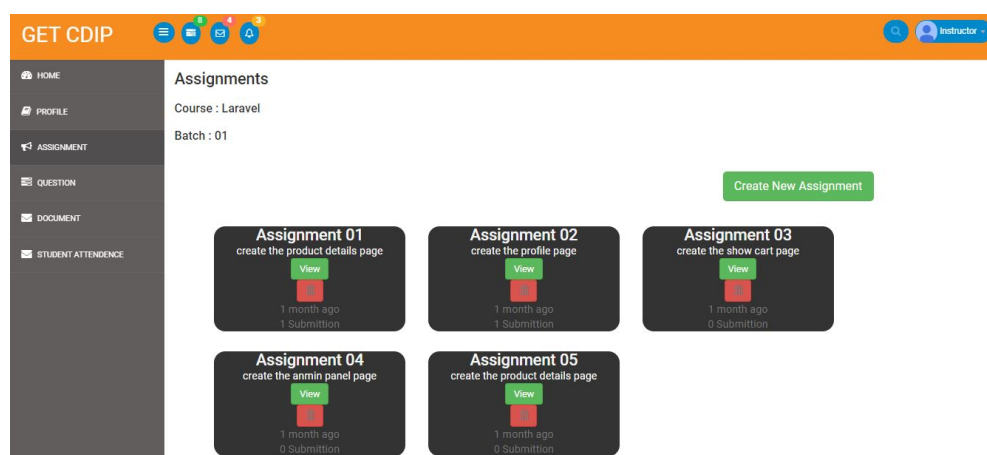 GET CDIP
8
4
3
Instructor
HOME
PROFILE
ASSIGNMENT
QUESTION
DOCUMENT
STUDENT ATTENDENCE
Assignments
Course : Laravel
Batch : 01
Create New Assignment
Assignment 01
create the product details page
View
1 month ago
1 Submittion
Assignment 02
create the profile page
View
1 month ago
1 Submittion
Assignment 03
create the show cart page
View
1 month ago
0 Submittion
Assignment 04
create the anmin panel page
View
1 month ago
0 Submittion
Assignment 05
create the product details page
View
1 month ago
0 Submittion